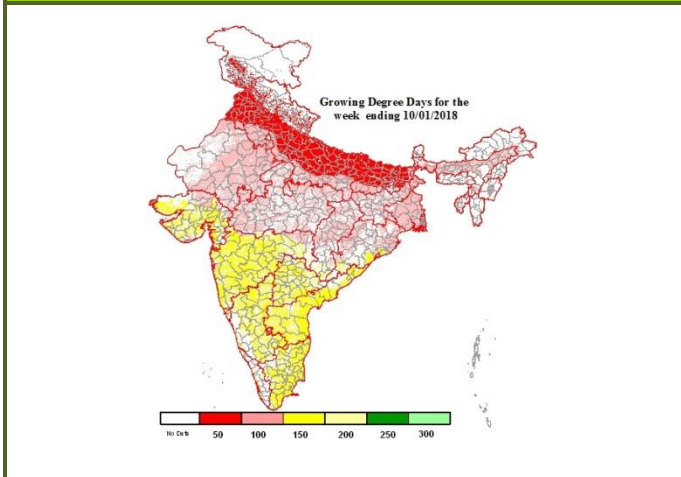 Growing Degree Days for the
week ending 10/01/2018
No Data 50 100 150 200 250 300